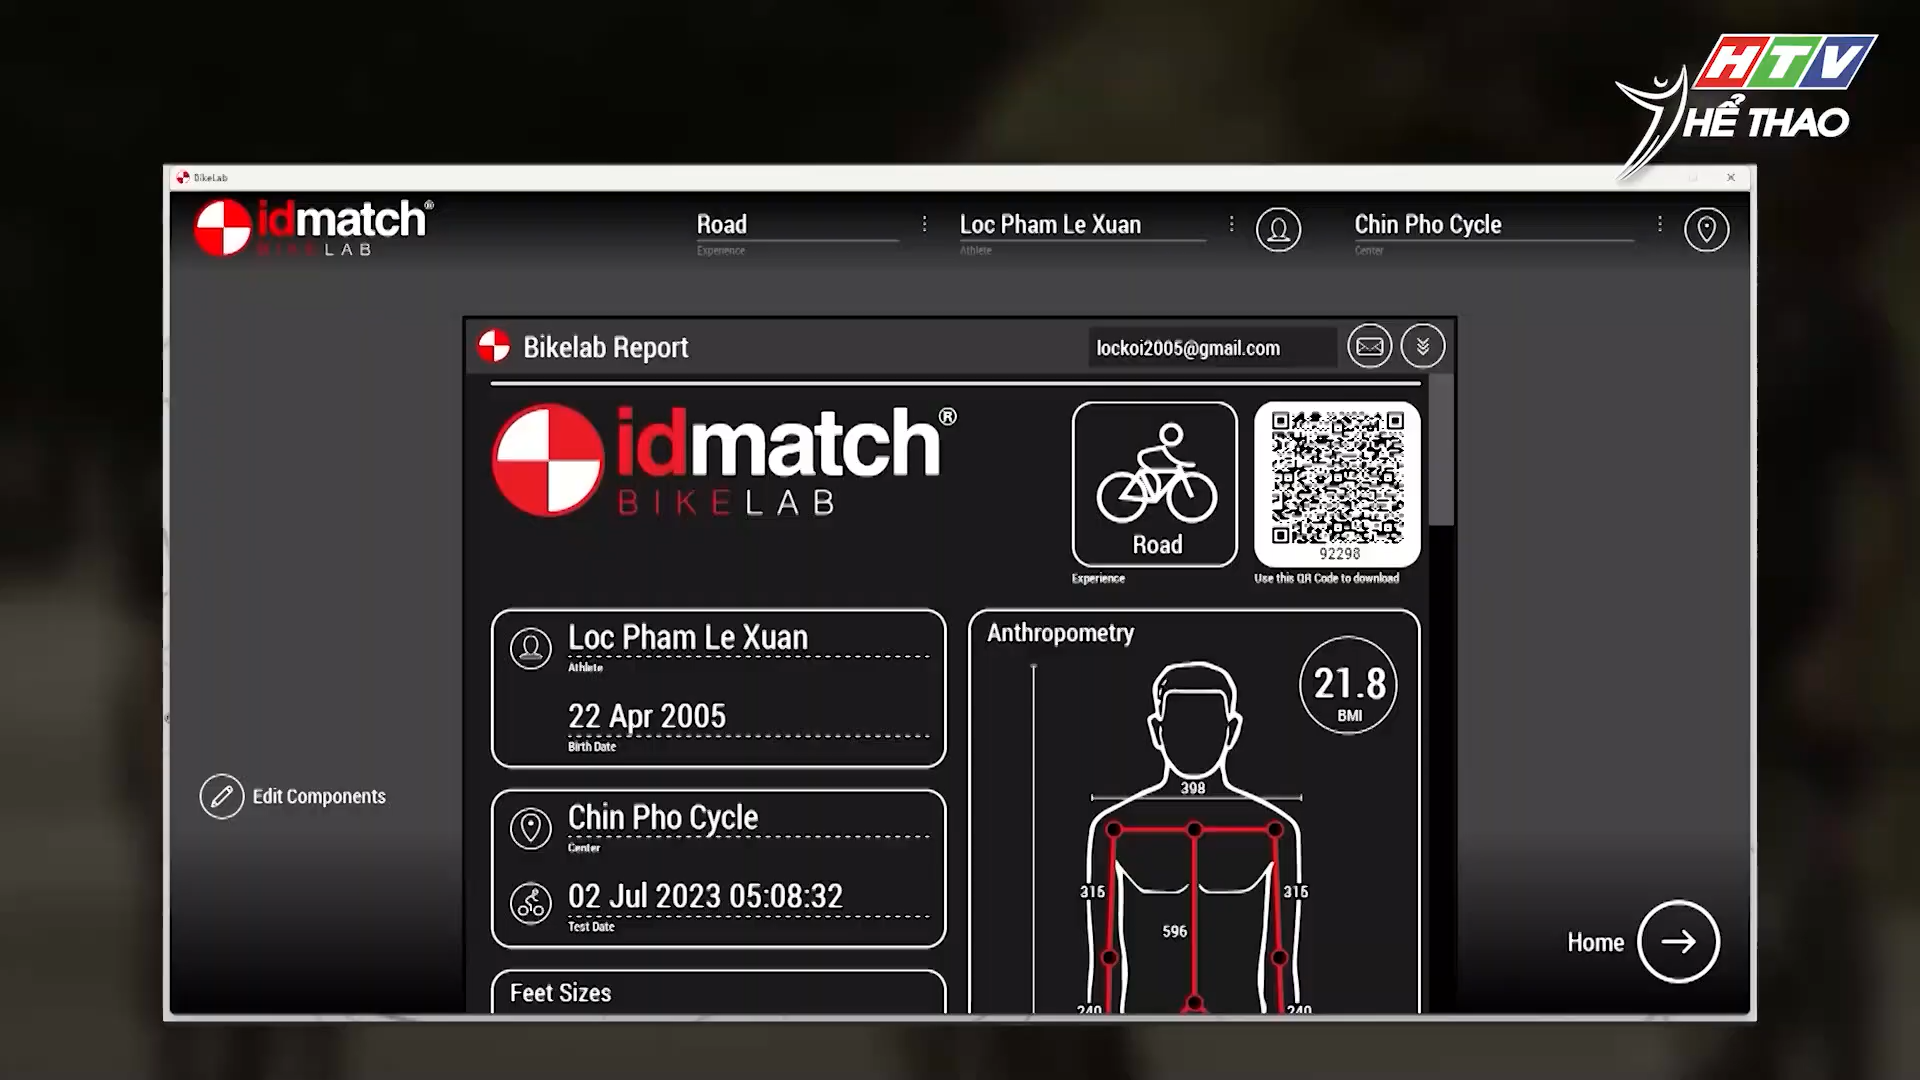 HTV
THỂ THAO
BikeLab
idmatch®
BIKELAB
Road
Experience
Loc Pham Le Xuan
Athlete
Chin Pho Cycle
Center
Bikelab Report
lockoi2005@gmail.com
idmatch®
BIKELAB
Road
Experience
92298
Use this QR Code to download
Loc Pham Le Xuan
Athlete
22 Apr 2005
Birth Date
Chin Pho Cycle
Center
02 Jul 2023 05:08:32
Test Date
Feet Sizes
Anthropometry
21.8
BMI
398
315
315
596
240
240
Edit Components
Home